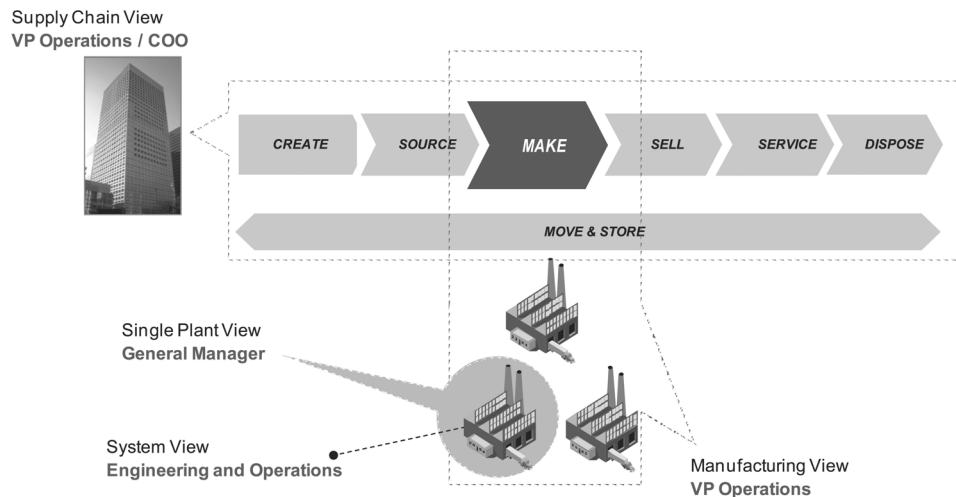 Supply Chain View
VP Operations / COO
CREATE
SOURCE
MAKE
SELL
SERVICE
DISPOSE
MOVE & STORE
Single Plant View
General Manager
System View
Engineering and Operations
Manufacturing View
VP Operations